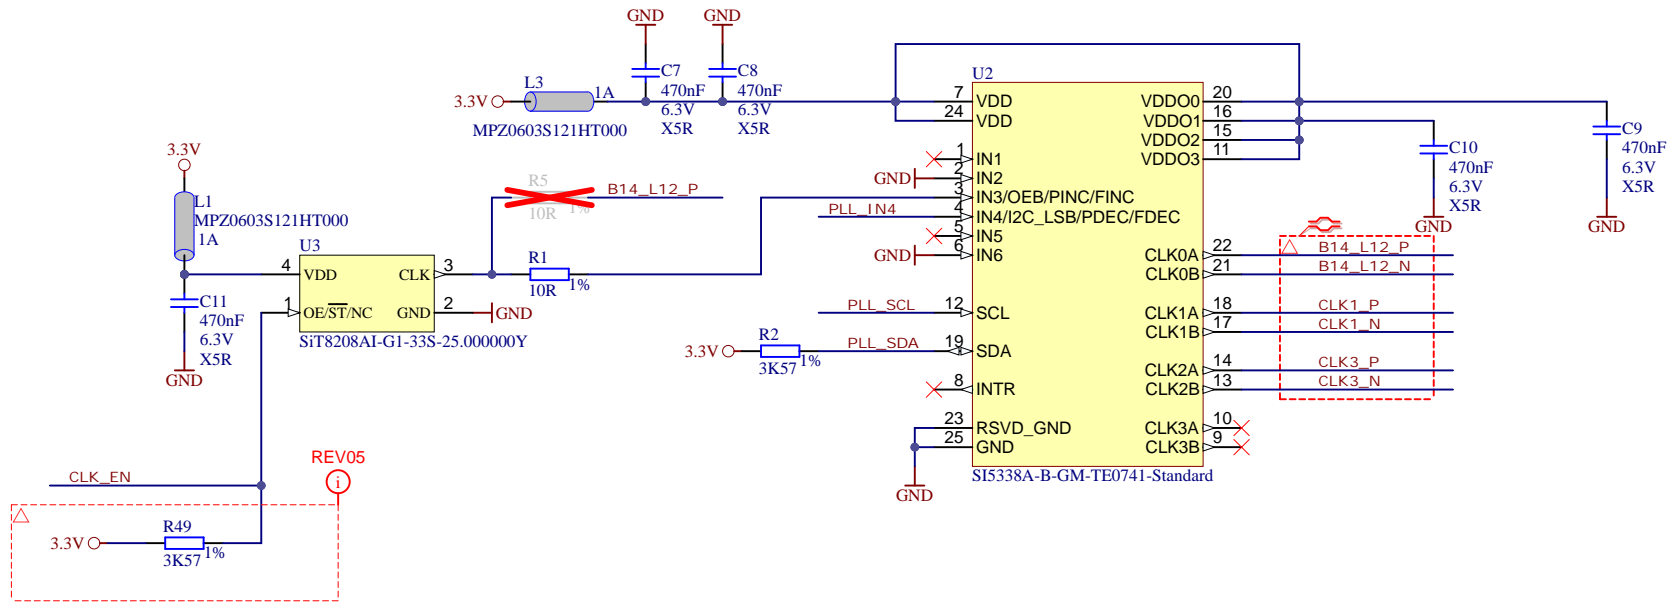 GND
GND
C7
470nF
6.3V
X5R
C8
470nF
6.3V
X5R
L3
1A
3.3V
MPZ0603S121HT000
U2
7 VDD
24 VDD
1 IN1
GND 2 IN2
3 IN3/OEB/PINC/FINC
PLL_IN4 4 IN4/I2C_LSB/PDEC/FDEC
5 IN5
GND 6 IN6
PLL_SCL 12 SCL
PLL_SDA 19 SDA
8 INTR
23 RSVD_GND
25 GND
GND
VDDO0 20
VDDO1 16
VDDO2 15
VDDO3 11
CLK0A 22 B14_L12_P
CLK0B 21 B14_L12_N
CLK1A 18 CLK1_P
CLK1B 17 CLK1_N
CLK2A 14 CLK3_P
CLK2B 13 CLK3_N
CLK3A 10
CLK3B 9
SI5338A-B-GM-TE0741-Standard
C10
470nF
6.3V
X5R
GND
C9
470nF
6.3V
X5R
GND
3.3V
L1
MPZ0603S121HT000
1A
R5
10R
1%
B14_L12_P
U3
4 VDD
1 OE/ST/NC
CLK 3
GND 2
GND
SiT8208AI-G1-33S-25.000000Y
R1
10R
1%
C11
470nF
6.3V
X5R
GND
3.3V
R2
3K57
1%
CLK_EN
REV05
i
3.3V
R49
3K57
1%